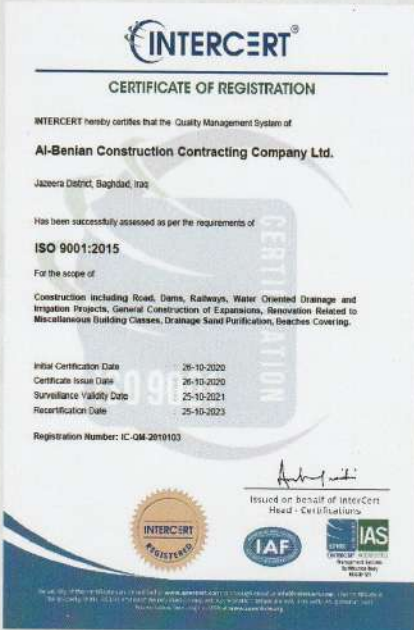 INTERCERT®
CERTIFICATE OF REGISTRATION
INTERCERT hereby certifies that the Quality Management System of
Al-Benian Construction Contracting Company Ltd.
Jazeera District, Baghdad, Iraq
Has been successfully assessed as per the requirements of
ISO 9001:2015
For the scope of
Construction including Road, Dams, Railways, Water Oriented Drainage and
Irrigation Projects, General Construction of Expansions, Renovation Related to
Miscellaneous Building Classes, Drainage Sand Purification, Beaches Covering.
Initial Certification Date : 26-10-2020
Certificate Issue Date : 26-10-2020
Surveillance Validity Date : 25-10-2021
Recertification Date : 25-10-2023
Registration Number: IC-QM-2010103
CERTIFICATION
ISO 90
Issued on behalf of InterCert
Head - Certifications
INTERCERT
REGISTERED
IAF
IAS
Management Systems